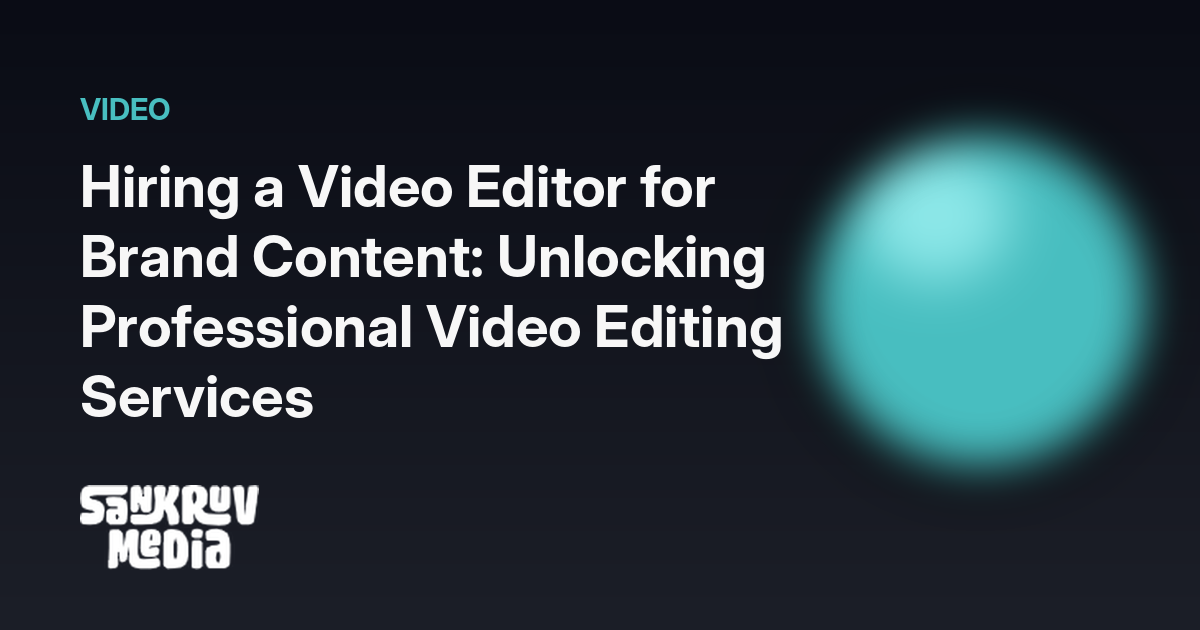 VIDEO
Hiring a Video Editor for
Brand Content: Unlocking
Professional Video Editing
Services
SANKRUV
MEDIA